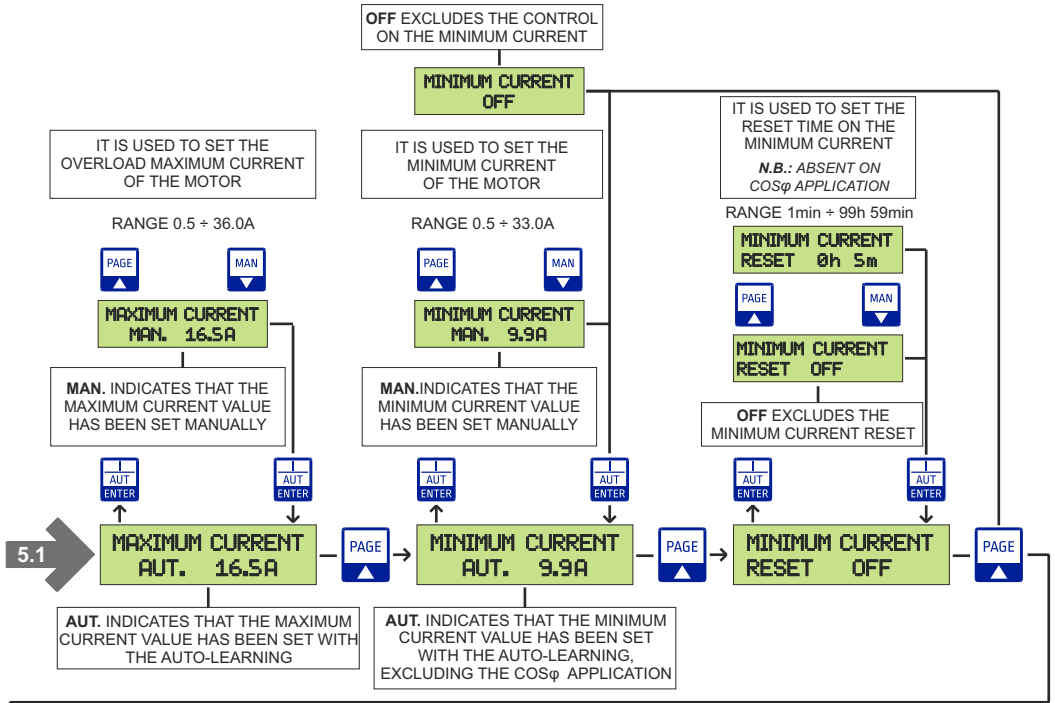 OFF EXCLUDES THE CONTROL
ON THE MINIMUM CURRENT
MINIMUM CURRENT
OFF
IT IS USED TO SET THE
OVERLOAD MAXIMUM CURRENT
OF THE MOTOR
RANGE 0.5 ÷ 36.0A
PAGE
MAN
MAXIMUM CURRENT
MAN. 16.5A
MAN. INDICATES THAT THE
MAXIMUM CURRENT VALUE
HAS BEEN SET MANUALLY
I
AUT
ENTER
I
AUT
ENTER
IT IS USED TO SET THE
MINIMUM CURRENT
OF THE MOTOR
RANGE 0.5 ÷ 33.0A
PAGE
MAN
MINIMUM CURRENT
MAN. 9.9A
MAN.INDICATES THAT THE
MINIMUM CURRENT VALUE
HAS BEEN SET MANUALLY
I
AUT
ENTER
I
AUT
ENTER
IT IS USED TO SET THE
RESET TIME ON THE
MINIMUM CURRENT
N.B.: ABSENT ON
COSφ APPLICATION
RANGE 1min ÷ 99h 59min
MINIMUM CURRENT
RESET 0h 5m
PAGE
MAN
MINIMUM CURRENT
RESET OFF
OFF EXCLUDES THE
MINIMUM CURRENT RESET
I
AUT
ENTER
I
AUT
ENTER
5.1
MAXIMUM CURRENT
AUT. 16.5A
PAGE
MINIMUM CURRENT
AUT. 9.9A
PAGE
MINIMUM CURRENT
RESET OFF
PAGE
AUT. INDICATES THAT THE MAXIMUM
CURRENT VALUE HAS BEEN SET WITH
THE AUTO-LEARNING
AUT. INDICATES THAT THE MINIMUM
CURRENT VALUE HAS BEEN SET
WITH THE AUTO-LEARNING,
EXCLUDING THE COSφ APPLICATION